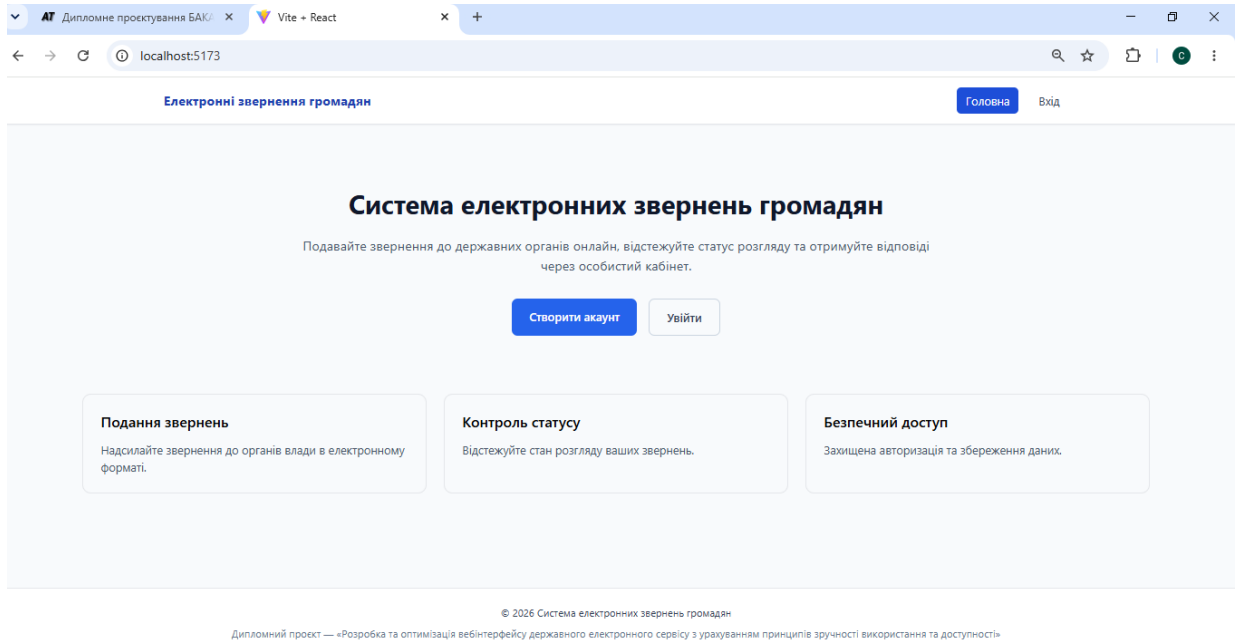 AT Дипломне проєктування БАКА
Vite + React
localhost:5173
C
Електронні звернення громадян
Головна
Вхід
Система електронних звернень громадян
Подавайте звернення до державних органів онлайн, відстежуйте статус розгляду та отримуйте відповіді
через особистий кабінет.
Створити акаунт
Увійти
Подання звернень
Надсилайте звернення до органів влади в електронному
форматі.
Контроль статусу
Відстежуйте стан розгляду ваших звернень.
Безпечний доступ
Захищена авторизація та збереження даних.
© 2026 Система електронних звернень громадян
Дипломний проєкт — «Розробка та оптимізація вебінтерфейсу державного електронного сервісу з урахуванням принципів зручності використання та доступності»